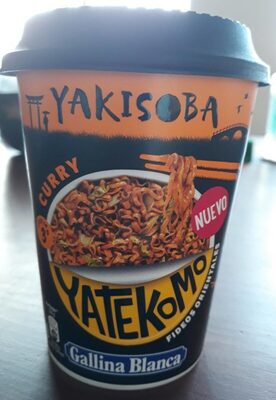 YAKISOBA
CURRY
NUEVO
YATEKOMO
FIDEOS ORIENTALES
Gallina Blanca